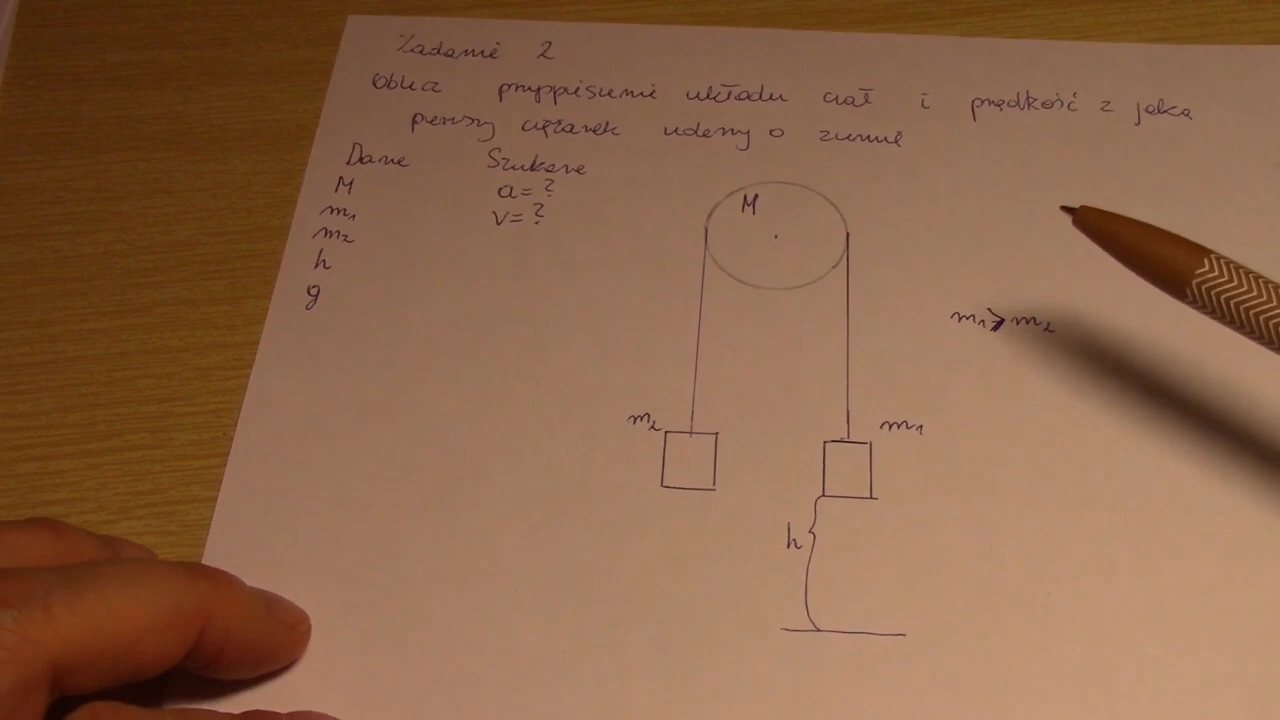 Zadanie 2
Oblicz przyspieszenie układu ciał i prędkość z jaką
pierwszy ciężarek uderzy o ziemię
Dane Szukane
M a=?
m₁ v=?
m₂
h
g
M
m₁>m₂
m₂ m₁
h